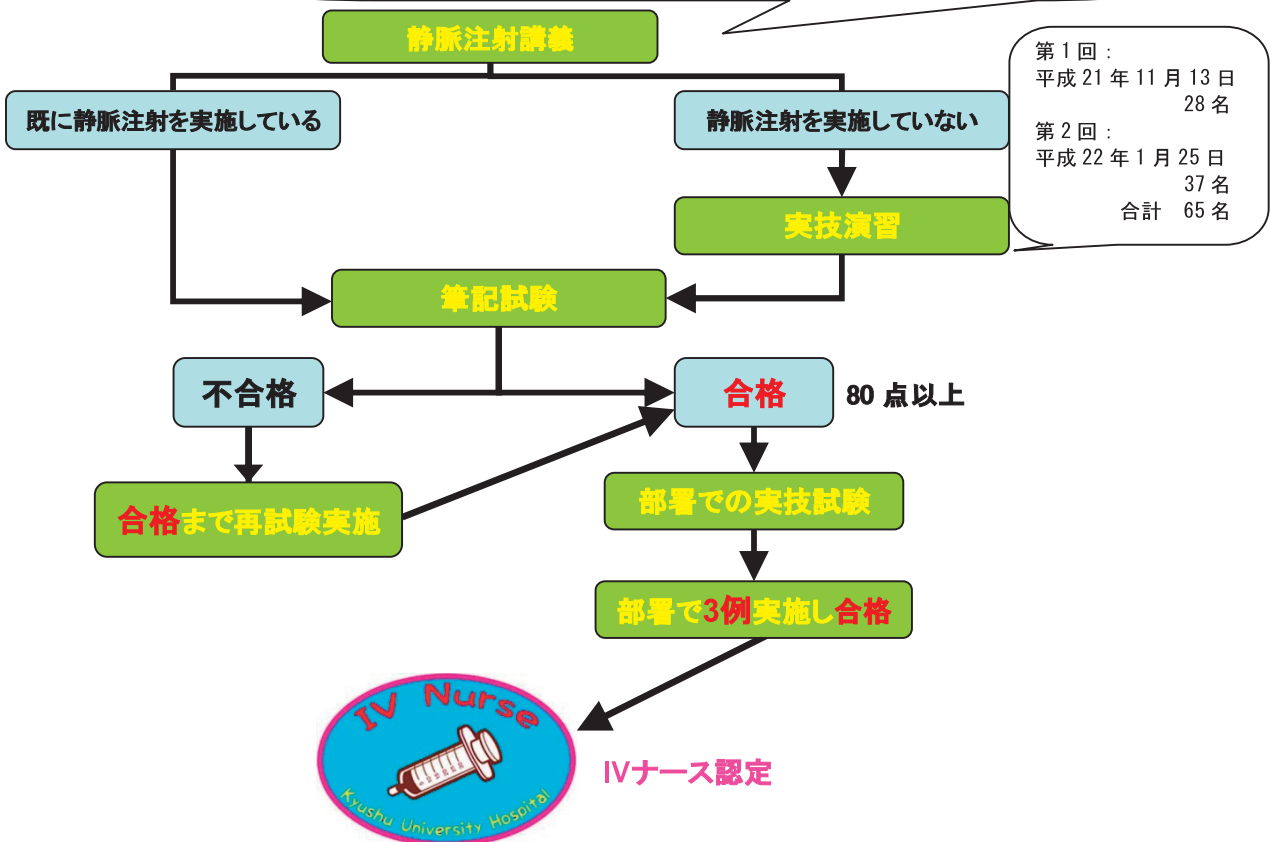 静脈注射講義
既に静脈注射を実施している
静脈注射を実施していない
第1回：
平成21年11月13日
28名
第2回：
平成22年1月25日
37名
合計 65名
実技演習
筆記試験
不合格
合格
80点以上
合格まで再試験実施
部署での実技試験
部署で3例実施し合格
IV Nurse
Kyushu University Hospital
IVナース認定